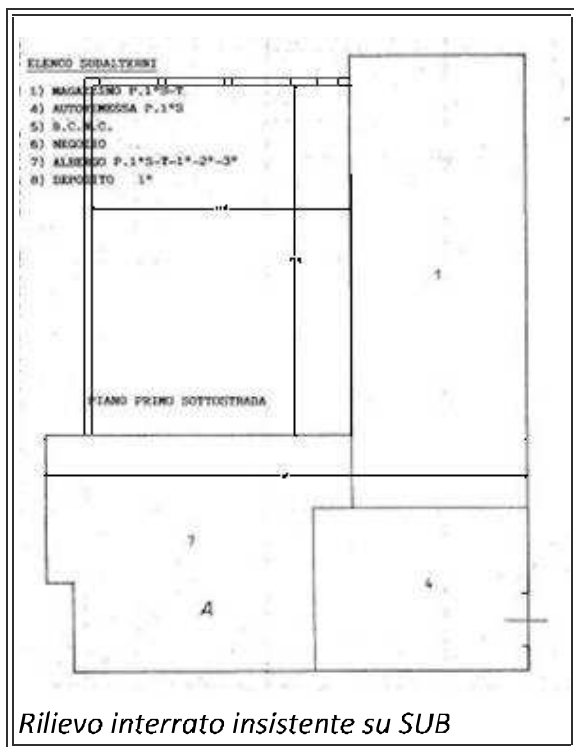 ELENCO SUBALTERNI
1) MAGAZZINO P.1°S-T
4) AUTORIMESSA P.1°S
5) B.C.N.C.
6) NEGOZIO
7) ALBERGO P.1°S-T-1°-2°-3°
8) DEPOSITO 1°
1
PIANO PRIMO SOTTOSTRADA
7
4
A
Rilievo interrato insistente su SUB